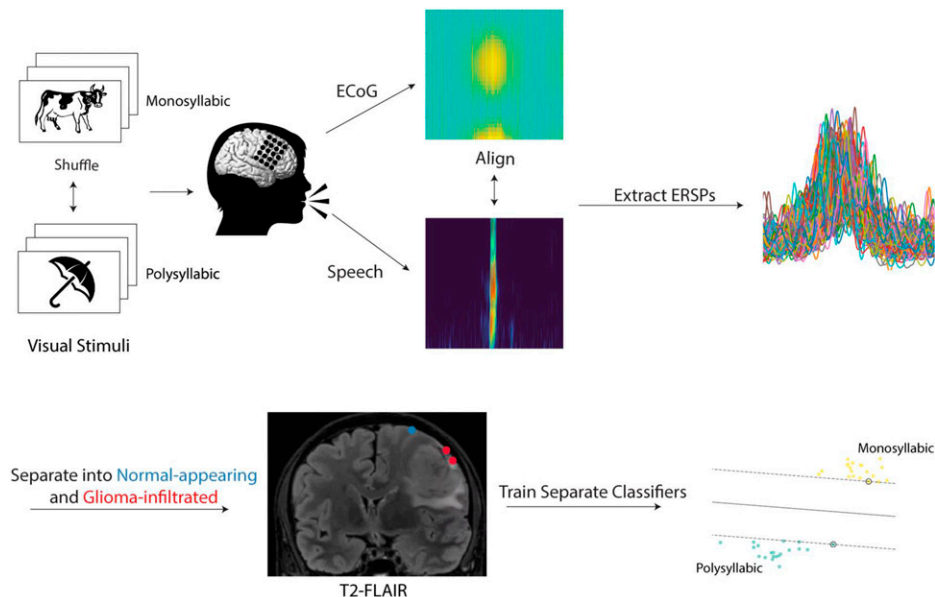 Monosyllabic
Shuffle
Polysyllabic
Visual Stimuli
ECoG
Speech
Align
Extract ERSPs
Separate into Normal-appearing
and Glioma-infiltrated
T2-FLAIR
Train Separate Classifiers
Monosyllabic
Polysyllabic